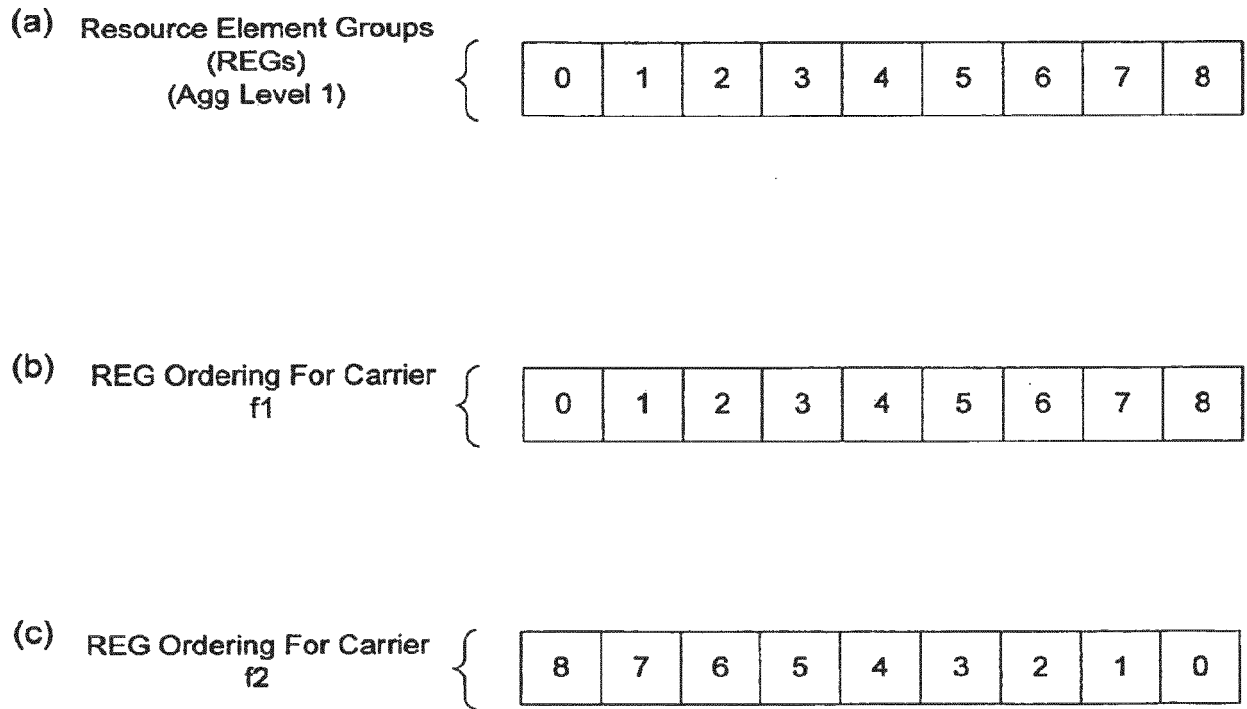 (a) Resource Element Groups
(REGs)
(Agg Level 1)
0 1 2 3 4 5 6 7 8
(b) REG Ordering For Carrier
f1
0 1 2 3 4 5 6 7 8
(c) REG Ordering For Carrier
f2
8 7 6 5 4 3 2 1 0